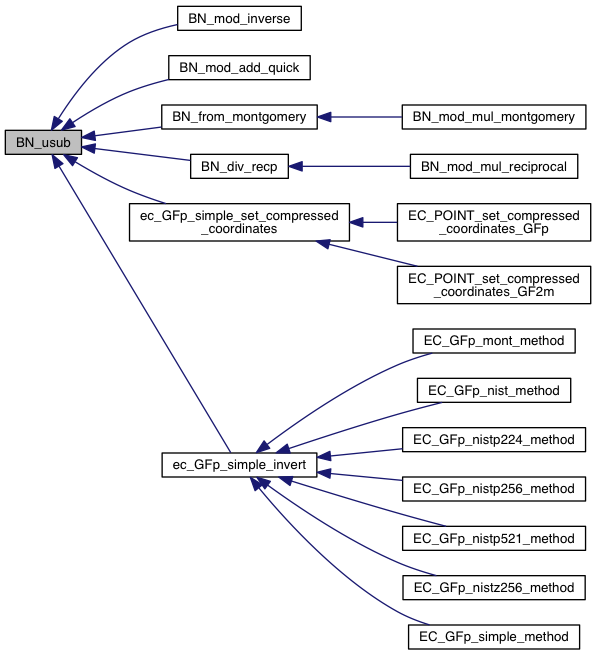 BN_mod_inverse
BN_mod_add_quick
BN_from_montgomery
BN_mod_mul_montgomery
BN_usub
BN_div_recp
BN_mod_mul_reciprocal
ec_GFp_simple_set_compressed
_coordinates
EC_POINT_set_compressed
_coordinates_GFp
EC_POINT_set_compressed
_coordinates_GF2m
EC_GFp_mont_method
EC_GFp_nist_method
EC_GFp_nistp224_method
ec_GFp_simple_invert
EC_GFp_nistp256_method
EC_GFp_nistp521_method
EC_GFp_nistz256_method
EC_GFp_simple_method